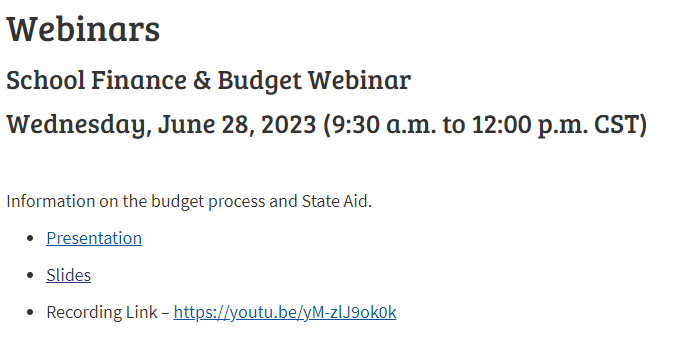 Webinars
School Finance & Budget Webinar
Wednesday, June 28, 2023 (9:30 a.m. to 12:00 p.m. CST)
Information on the budget process and State Aid.
• Presentation
• Slides
• Recording Link – https://youtu.be/yM-zlJ9ok0k